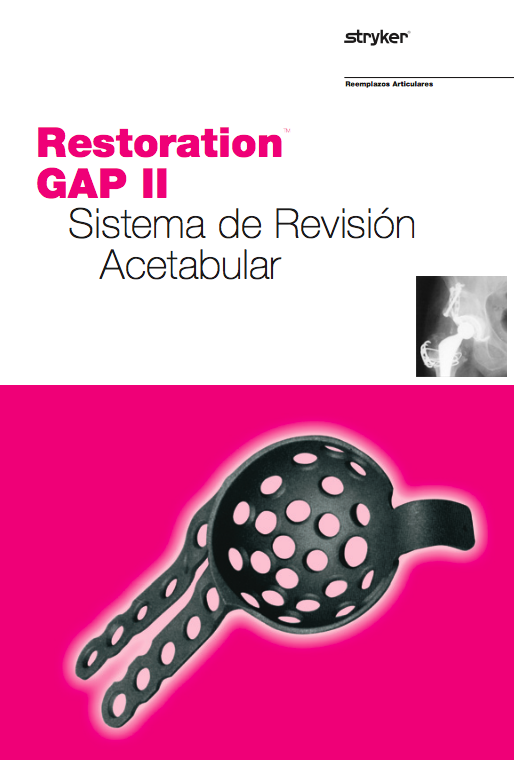 stryker®
Reemplazos Articulares
Restoration™
GAP II
Sistema de Revisión
Acetabular